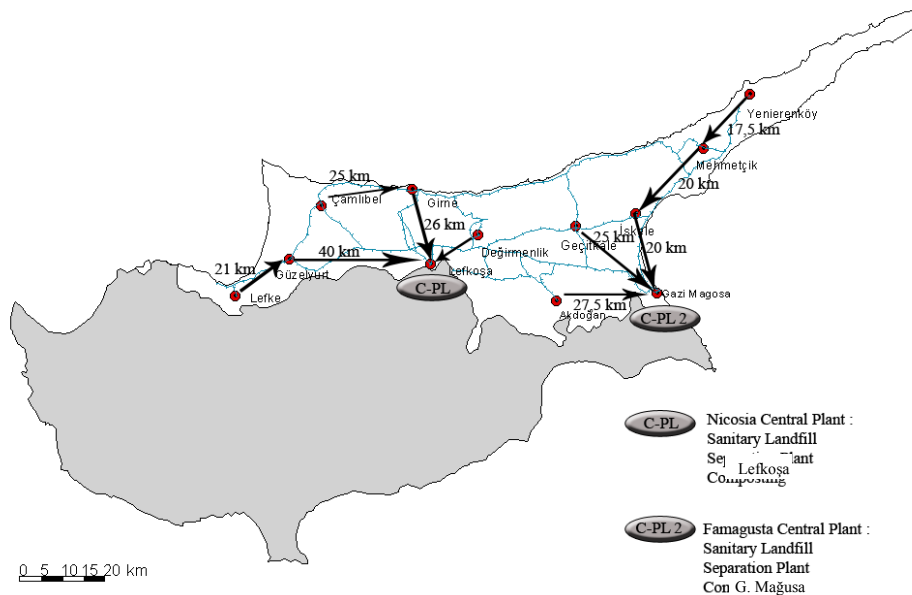 Yenierenköy
17,5 km
Mehmetçik
20 km
25 km
Çamlıbel
Girne
26 km
Değirmenlik
İskele
25 km
Geçitkale
20 km
40 km
Güzelyurt
21 km
Lefke
Lefkoşa
C-PL
Gazi Magosa
27,5 km
Akdoğan
C-PL 2
C-PL
Nicosia Central Plant :
Sanitary Landfill
Plant
Lefkoşa
Composting
C-PL 2
Famagusta Central Plant :
Sanitary Landfill
Separation Plant
G. Mağusa
0 5 10 15 20 km